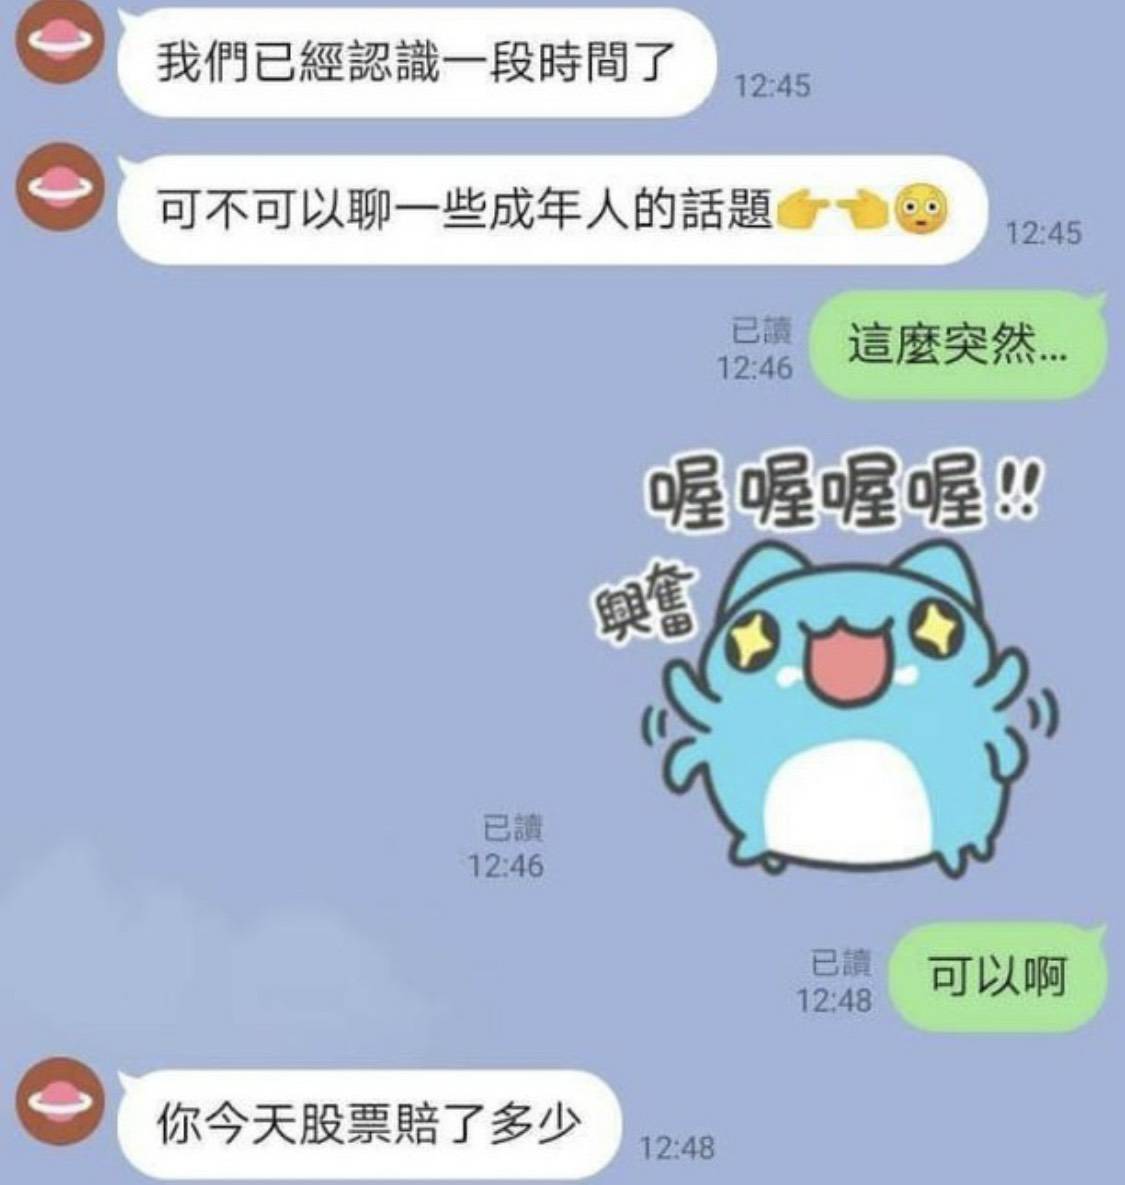 我們已經認識一段時間了
12:45
可不可以聊一些成年人的話題👉👈😳
12:45
這麼突然...
已讀
12:46
喔喔喔喔!!
興奮
已讀
12:46
可以啊
已讀
12:48
你今天股票賠了多少
12:48